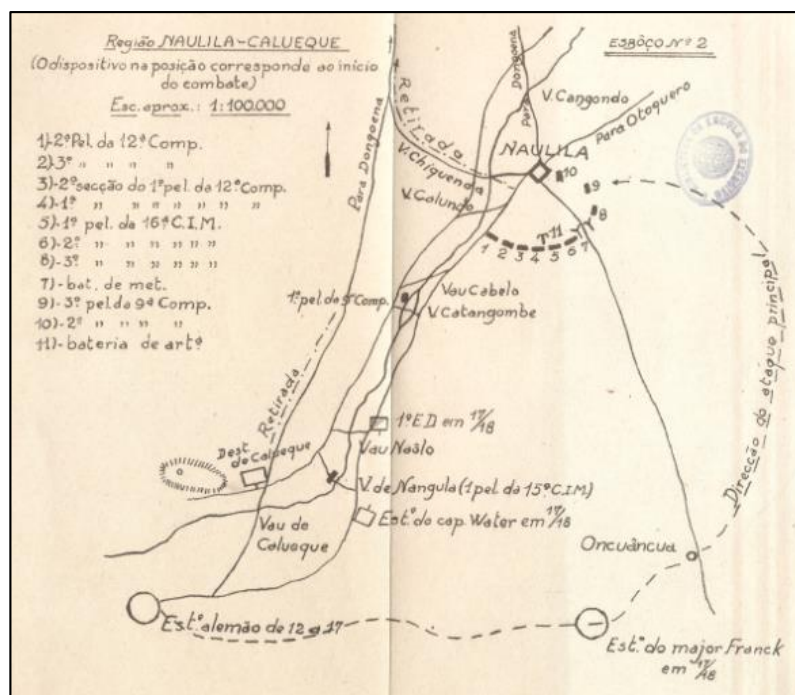 Região NAULILA-CALUEQUE
(O dispositivo na posição corresponde ao início
do combate)
Esc. aprox.: 1:100.000
1)-2º Pel. da 12ª Comp.
2)-3º " " " "
3)-2ª secção do 1º pel. da 12ª Comp.
4)-1ª " " " " " " "
5)-1º pel. da 16ª C.I.M.
6)-2º " " " " "
8)-3º " " " " "
7)-bat. de met.
9)-3º pel. da 9ª Comp.
10)-2º " " " "
11)-bateria de artª
ESBÔÇO Nº 2
Para Dongoena
Retirada
Para Dongoena
V. Cangondo
Para Otoquero
NAULILA
V. Chiguenda
V. Calundo
10
9
8
11
1 2 3 4 5 6 7
1º pel. da 9ª Comp.
Vau Cabelo
V. Catangombe
Direcção do ataque principal
Retirada
1º E.D em 17/18
Vau Naslo
Dest. de Calueque
V. de Nangula (1 pel. da 15ª C.I.M.)
Estº do cap. Water em 17/18
Vau de
Calueque
Oncuâncua
Estº alemão de 12 a 17
Estº do major Franck
em 17/18